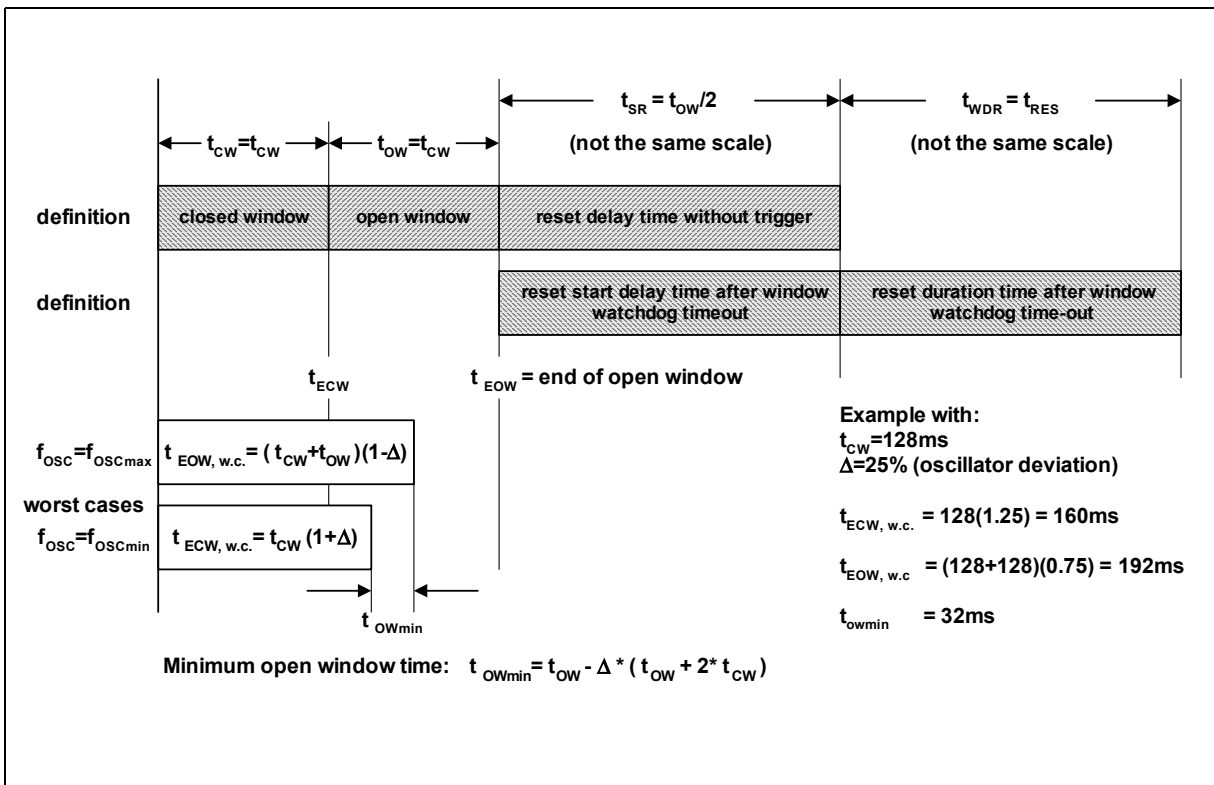 t_SR = t_OW/2
t_WDR = t_RES
(not the same scale)
(not the same scale)
t_CW=t_CW
t_OW=t_CW
definition
closed window
open window
reset delay time without trigger
definition
reset start delay time after window
watchdog timeout
reset duration time after window
watchdog time-out
t_ECW
t_EOW = end of open window
f_OSC=f_OSCmax
t_EOW, w.c. = ( t_CW+t_OW)(1-Δ)
worst cases
f_OSC=f_OSCmin
t_ECW, w.c. = t_CW (1+Δ)
t_OWmin
Example with:
t_CW=128ms
Δ=25% (oscillator deviation)
t_ECW, w.c. = 128(1.25) = 160ms
t_EOW, w.c = (128+128)(0.75) = 192ms
t_owmin = 32ms
Minimum open window time: t_OWmin= t_OW - Δ * ( t_OW + 2* t_CW )